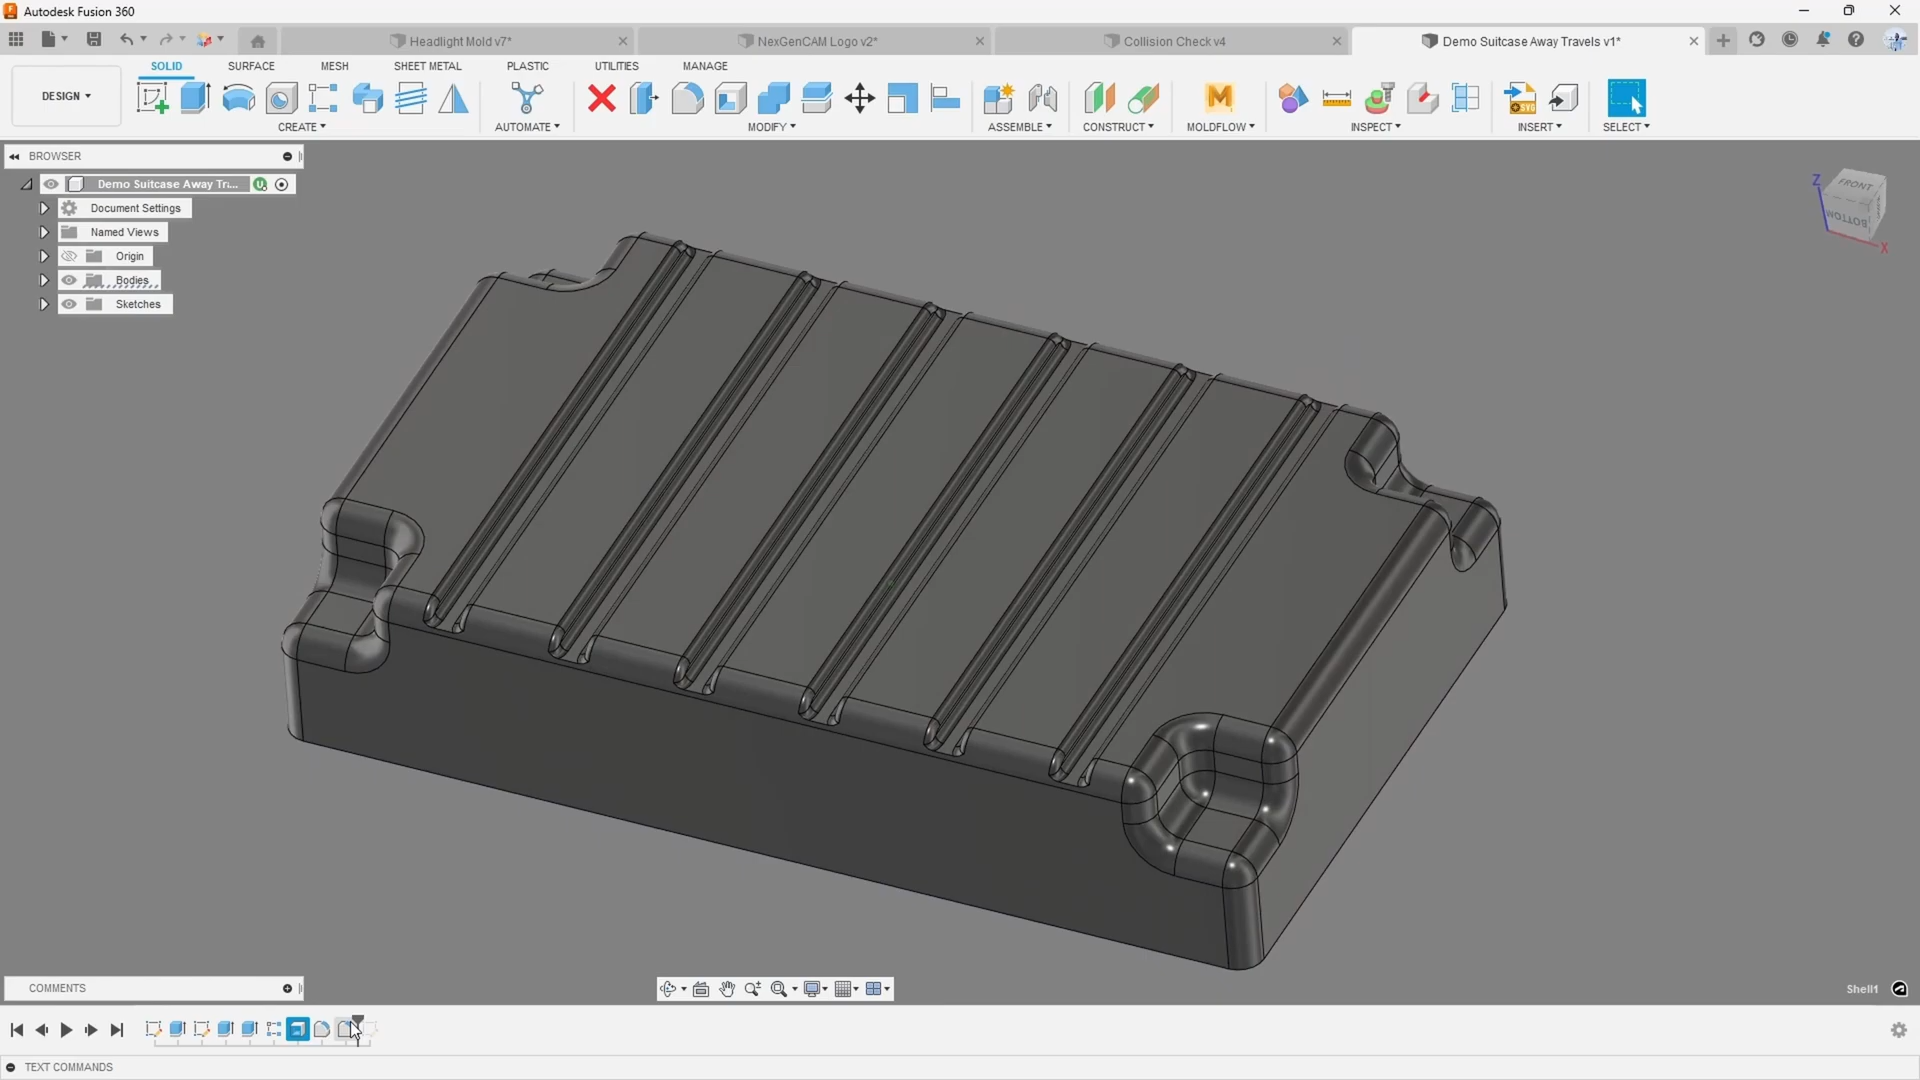 Autodesk Fusion 360
Headlight Mold v7*
NexGenCAM Logo v2*
Collision Check v4
Demo Suitcase Away Travels v1*
DESIGN
SOLID
SURFACE
MESH
SHEET METAL
PLASTIC
UTILITIES
MANAGE
CREATE
AUTOMATE
MODIFY
ASSEMBLE
CONSTRUCT
MOLDFLOW
INSPECT
INSERT
SELECT
BROWSER
Demo Suitcase Away Tr...
Document Settings
Named Views
Origin
Bodies
Sketches
Z
FRONT
BOTTOM
X
COMMENTS
Shell1
TEXT COMMANDS